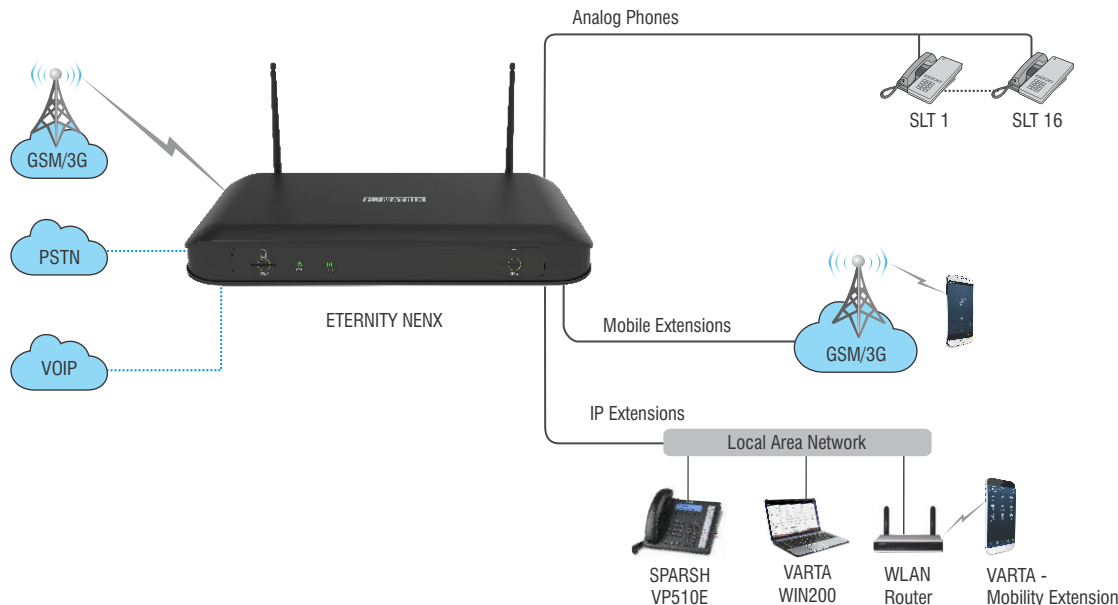 Analog Phones
SLT 1
SLT 16
GSM/3G
MATRIX
PSTN
ETERNITY NENX
Mobile Extensions
GSM/3G
VOIP
IP Extensions
Local Area Network
SPARSH
VP510E
VARTA
WIN200
WLAN
Router
VARTA -
Mobility Extension